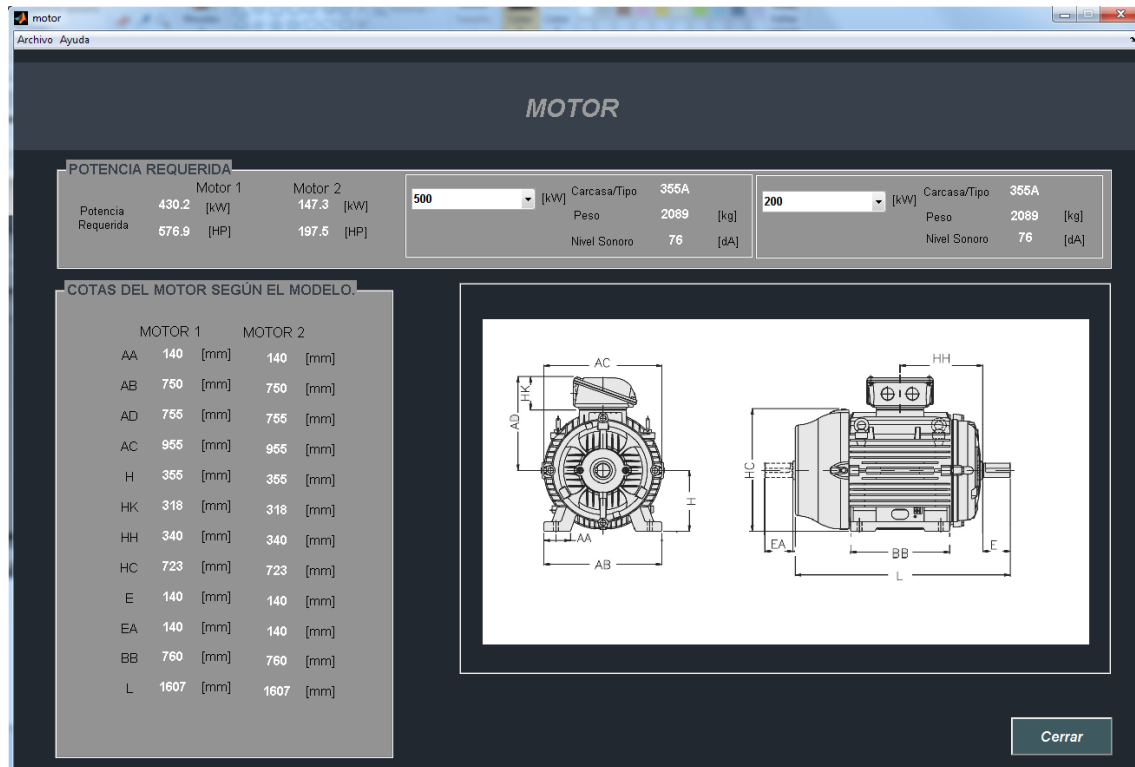 motor
Archivo Ayuda
MOTOR
POTENCIA REQUERIDA
Motor 1 Motor 2
Potencia Requerida
430.2 [kW] 147.3 [kW]
576.9 [HP] 197.5 [HP]
500 [kW]
Carcasa/Tipo 355A
Peso 2089 [kg]
Nivel Sonoro 76 [dA]
200 [kW]
Carcasa/Tipo 355A
Peso 2089 [kg]
Nivel Sonoro 76 [dA]
COTAS DEL MOTOR SEGÚN EL MODELO.
MOTOR 1 MOTOR 2
AA 140 [mm] 140 [mm]
AB 750 [mm] 750 [mm]
AD 755 [mm] 755 [mm]
AC 955 [mm] 955 [mm]
H 355 [mm] 355 [mm]
HK 318 [mm] 318 [mm]
HH 340 [mm] 340 [mm]
HC 723 [mm] 723 [mm]
E 140 [mm] 140 [mm]
EA 140 [mm] 140 [mm]
BB 760 [mm] 760 [mm]
L 1607 [mm] 1607 [mm]
AC
HK
AD
H
AA
AB
HH
HC
EA
BB
E
L
Cerrar